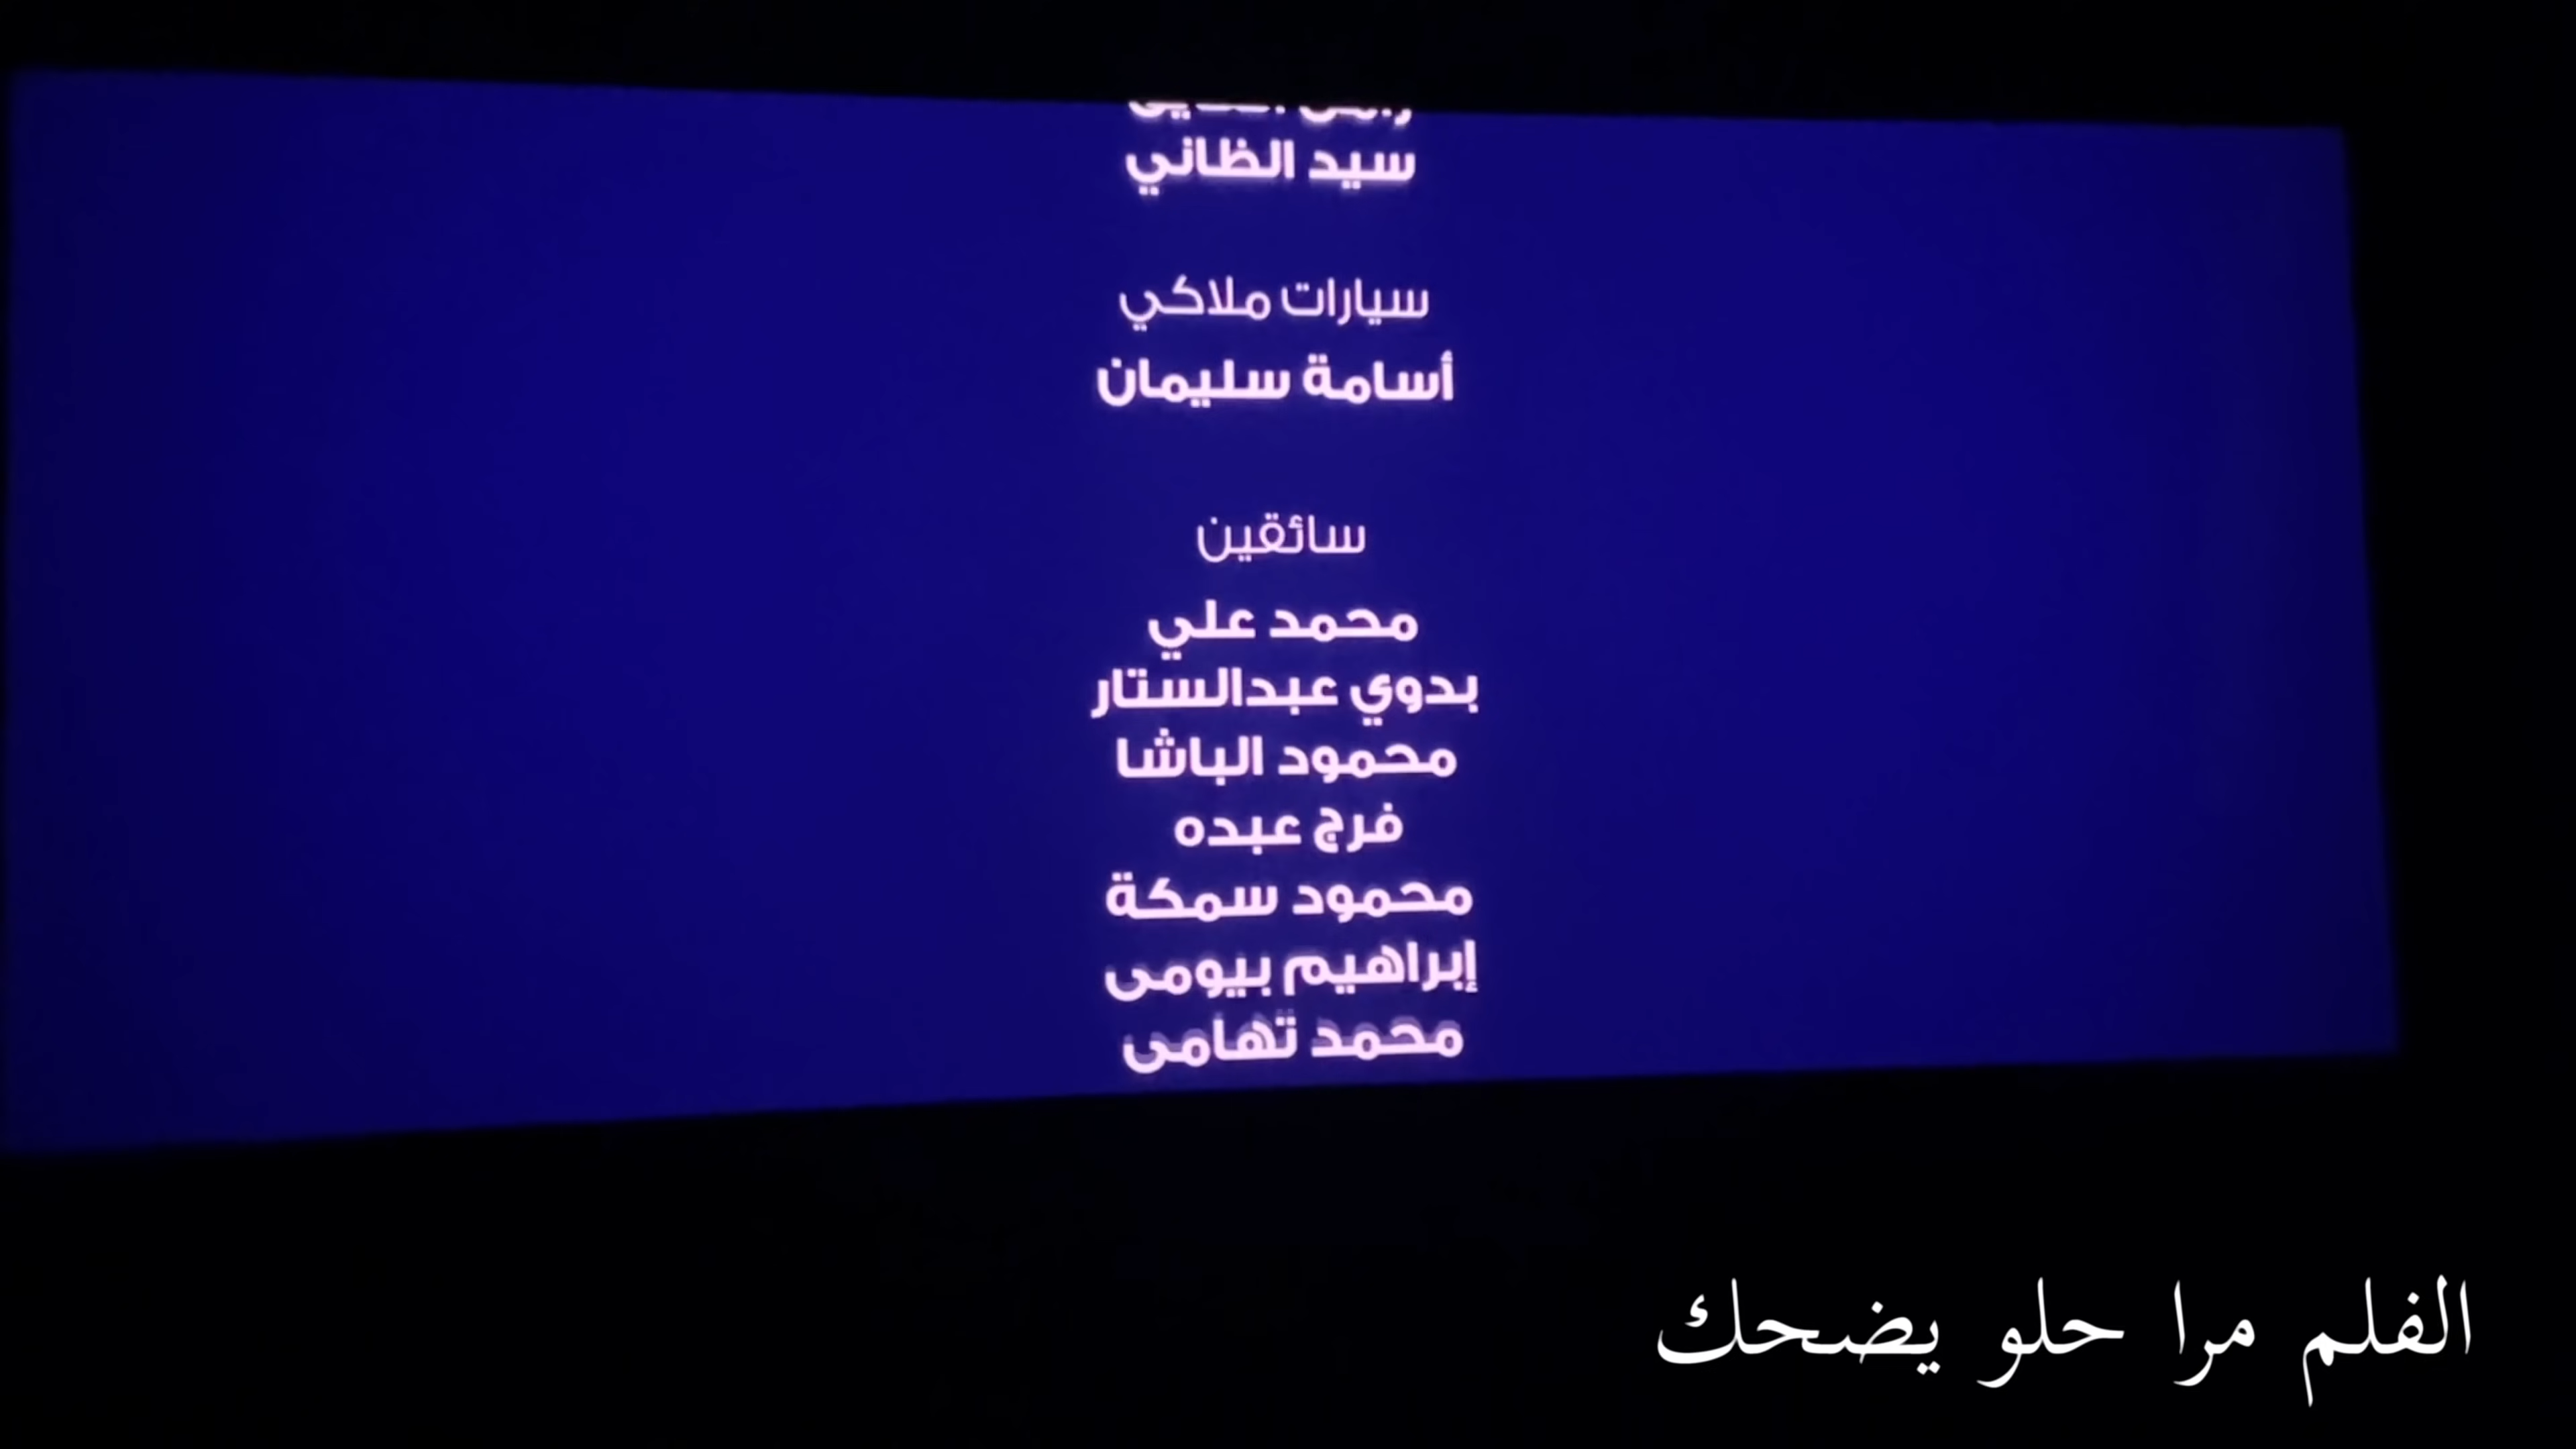 سيد الظاني
سيارات ملاكي
أسامة سليمان
سائقين
محمد علي
بدوي عبدالستار
محمود الباشا
فرج عبده
محمود سمكة
إبراهيم بيومى
محمد تهامى
الفلم مرا حلو يضحك